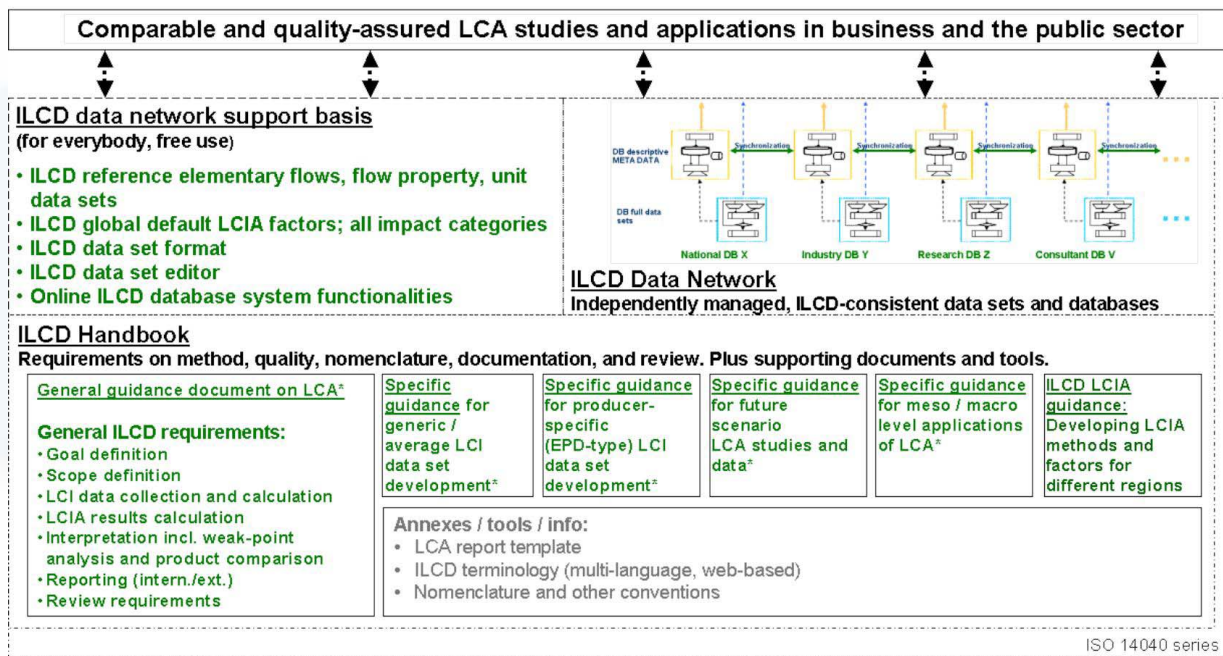 Comparable and quality-assured LCA studies and applications in business and the public sector
ILCD data network support basis
(for everybody, free use)
• ILCD reference elementary flows, flow property, unit
data sets
• ILCD global default LCIA factors; all impact categories
• ILCD data set format
• ILCD data set editor
• Online ILCD database system functionalities
DB descriptive
META DATA
Synchronization
Synchronization
Synchronization
Synchronization
DB full data
sets
National DB X
Industry DB Y
Research DB Z
Consultant DB V
ILCD Data Network
Independently managed, ILCD-consistent data sets and databases
ILCD Handbook
Requirements on method, quality, nomenclature, documentation, and review. Plus supporting documents and tools.
General guidance document on LCA*
General ILCD requirements:
• Goal definition
• Scope definition
• LCI data collection and calculation
• LCIA results calculation
• Interpretation incl. weak-point
analysis and product comparison
• Reporting (intern./ext.)
• Review requirements
Specific
guidance for
generic /
average LCI
data set
development*
Specific guidance
for producer-
specific
(EPD-type) LCI
data set
development*
Specific guidance
for future
scenario
LCA studies and
data*
Specific guidance
for meso / macro
level applications
of LCA*
ILCD LCIA
guidance:
Developing LCIA
methods and
factors for
different regions
Annexes / tools / info:
• LCA report template
• ILCD terminology (multi-language, web-based)
• Nomenclature and other conventions
ISO 14040 series